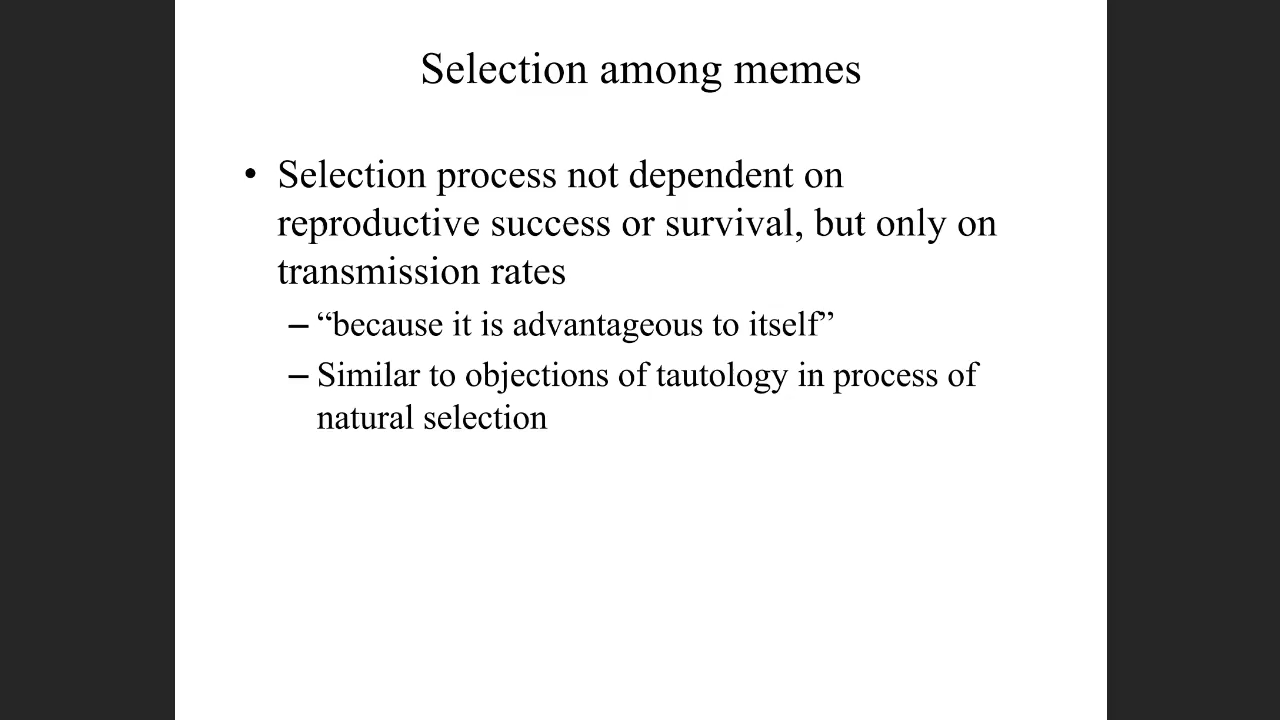 Selection among memes
• Selection process not dependent on
reproductive success or survival, but only on
transmission rates
– “because it is advantageous to itself”
– Similar to objections of tautology in process of
natural selection